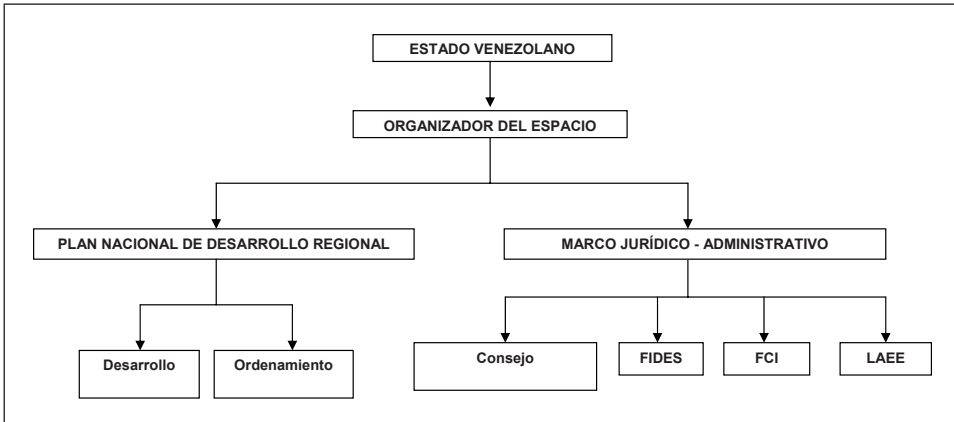 ESTADO VENEZOLANO
ORGANIZADOR DEL ESPACIO
PLAN NACIONAL DE DESARROLLO REGIONAL
MARCO JURÍDICO - ADMINISTRATIVO
Desarrollo
Ordenamiento
Consejo
FIDES
FCI
LAEE